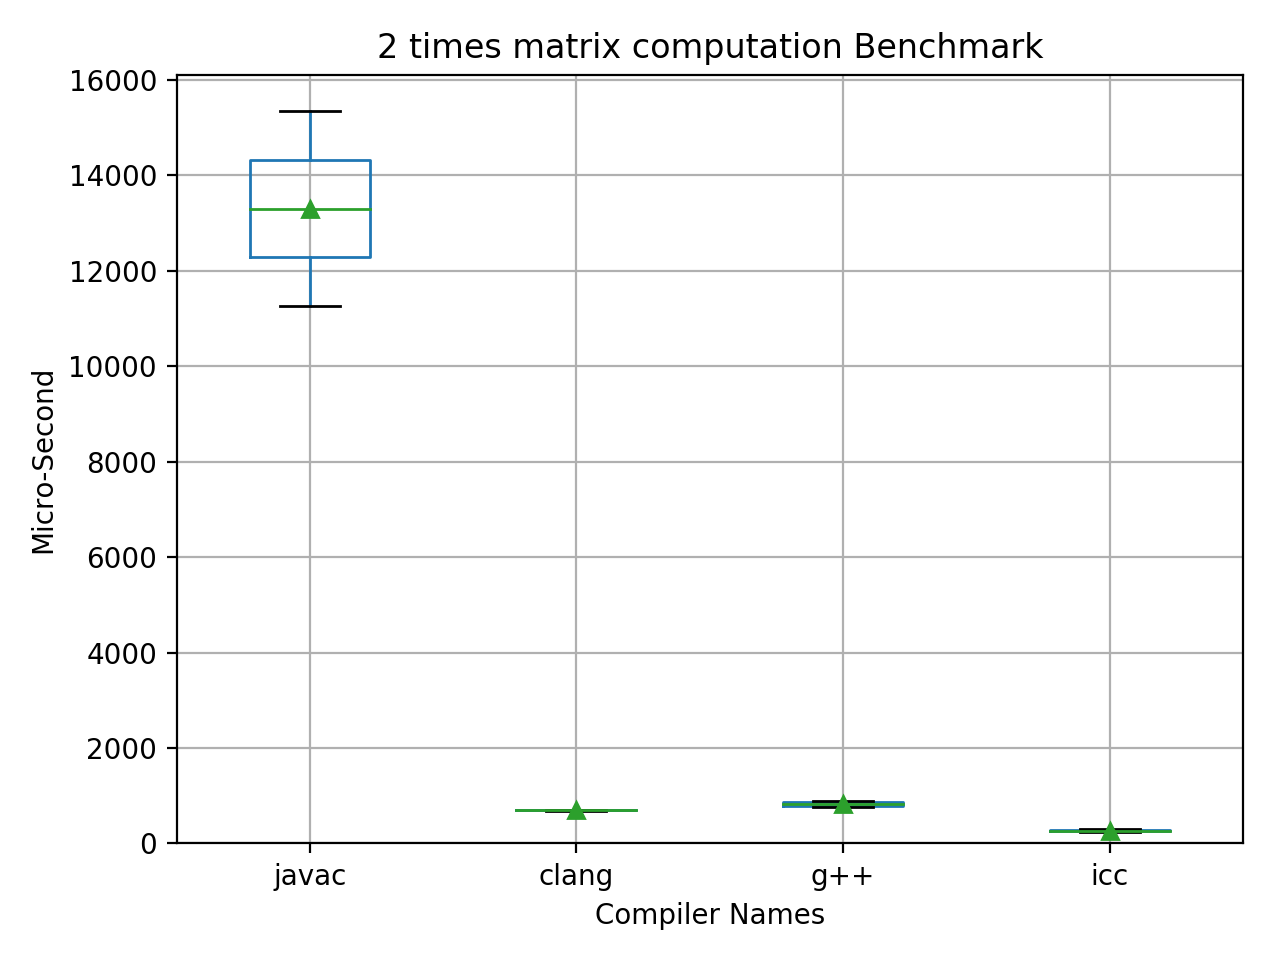 2 times matrix computation Benchmark
16000
14000
12000
10000
8000
6000
4000
2000
0
Micro-Second
javac clang g++ icc
Compiler Names